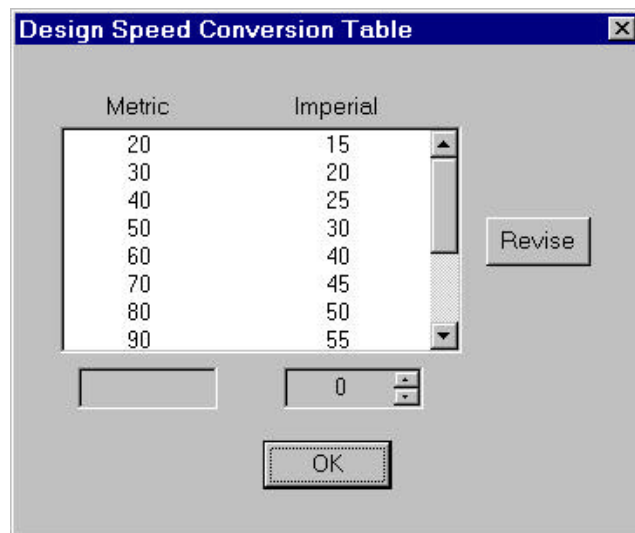 Design Speed Conversion Table
Metric Imperial
20 15
30 20
40 25
50 30
Revise
60 40
70 45
80 50
90 55
0
OK